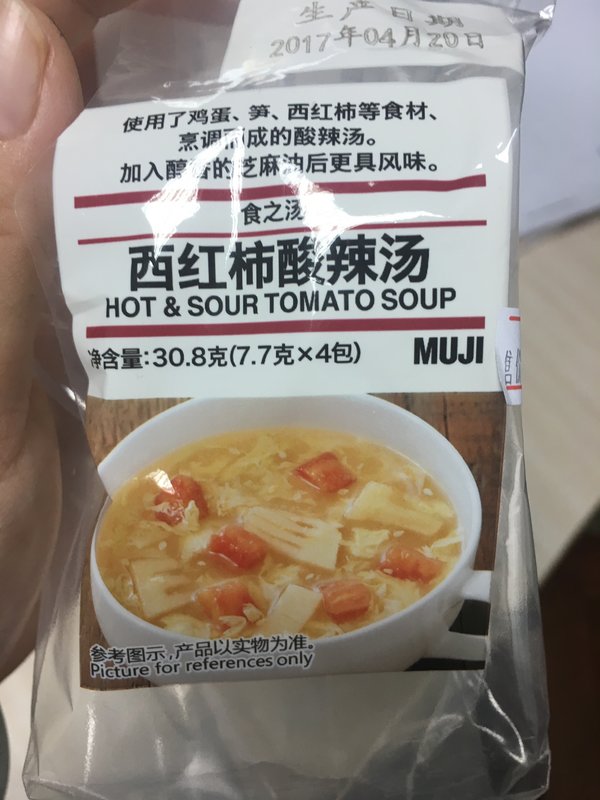 生产日期
2017年04月20日
使用了鸡蛋、笋、西红柿等食材、
烹调而成的酸辣汤。
加入醇香的芝麻油后更具风味。
食之汤
西红柿酸辣汤
HOT & SOUR TOMATO SOUP
净含量:30.8克(7.7克×4包)
MUJI
参考图示,产品以实物为准。
Picture for references only